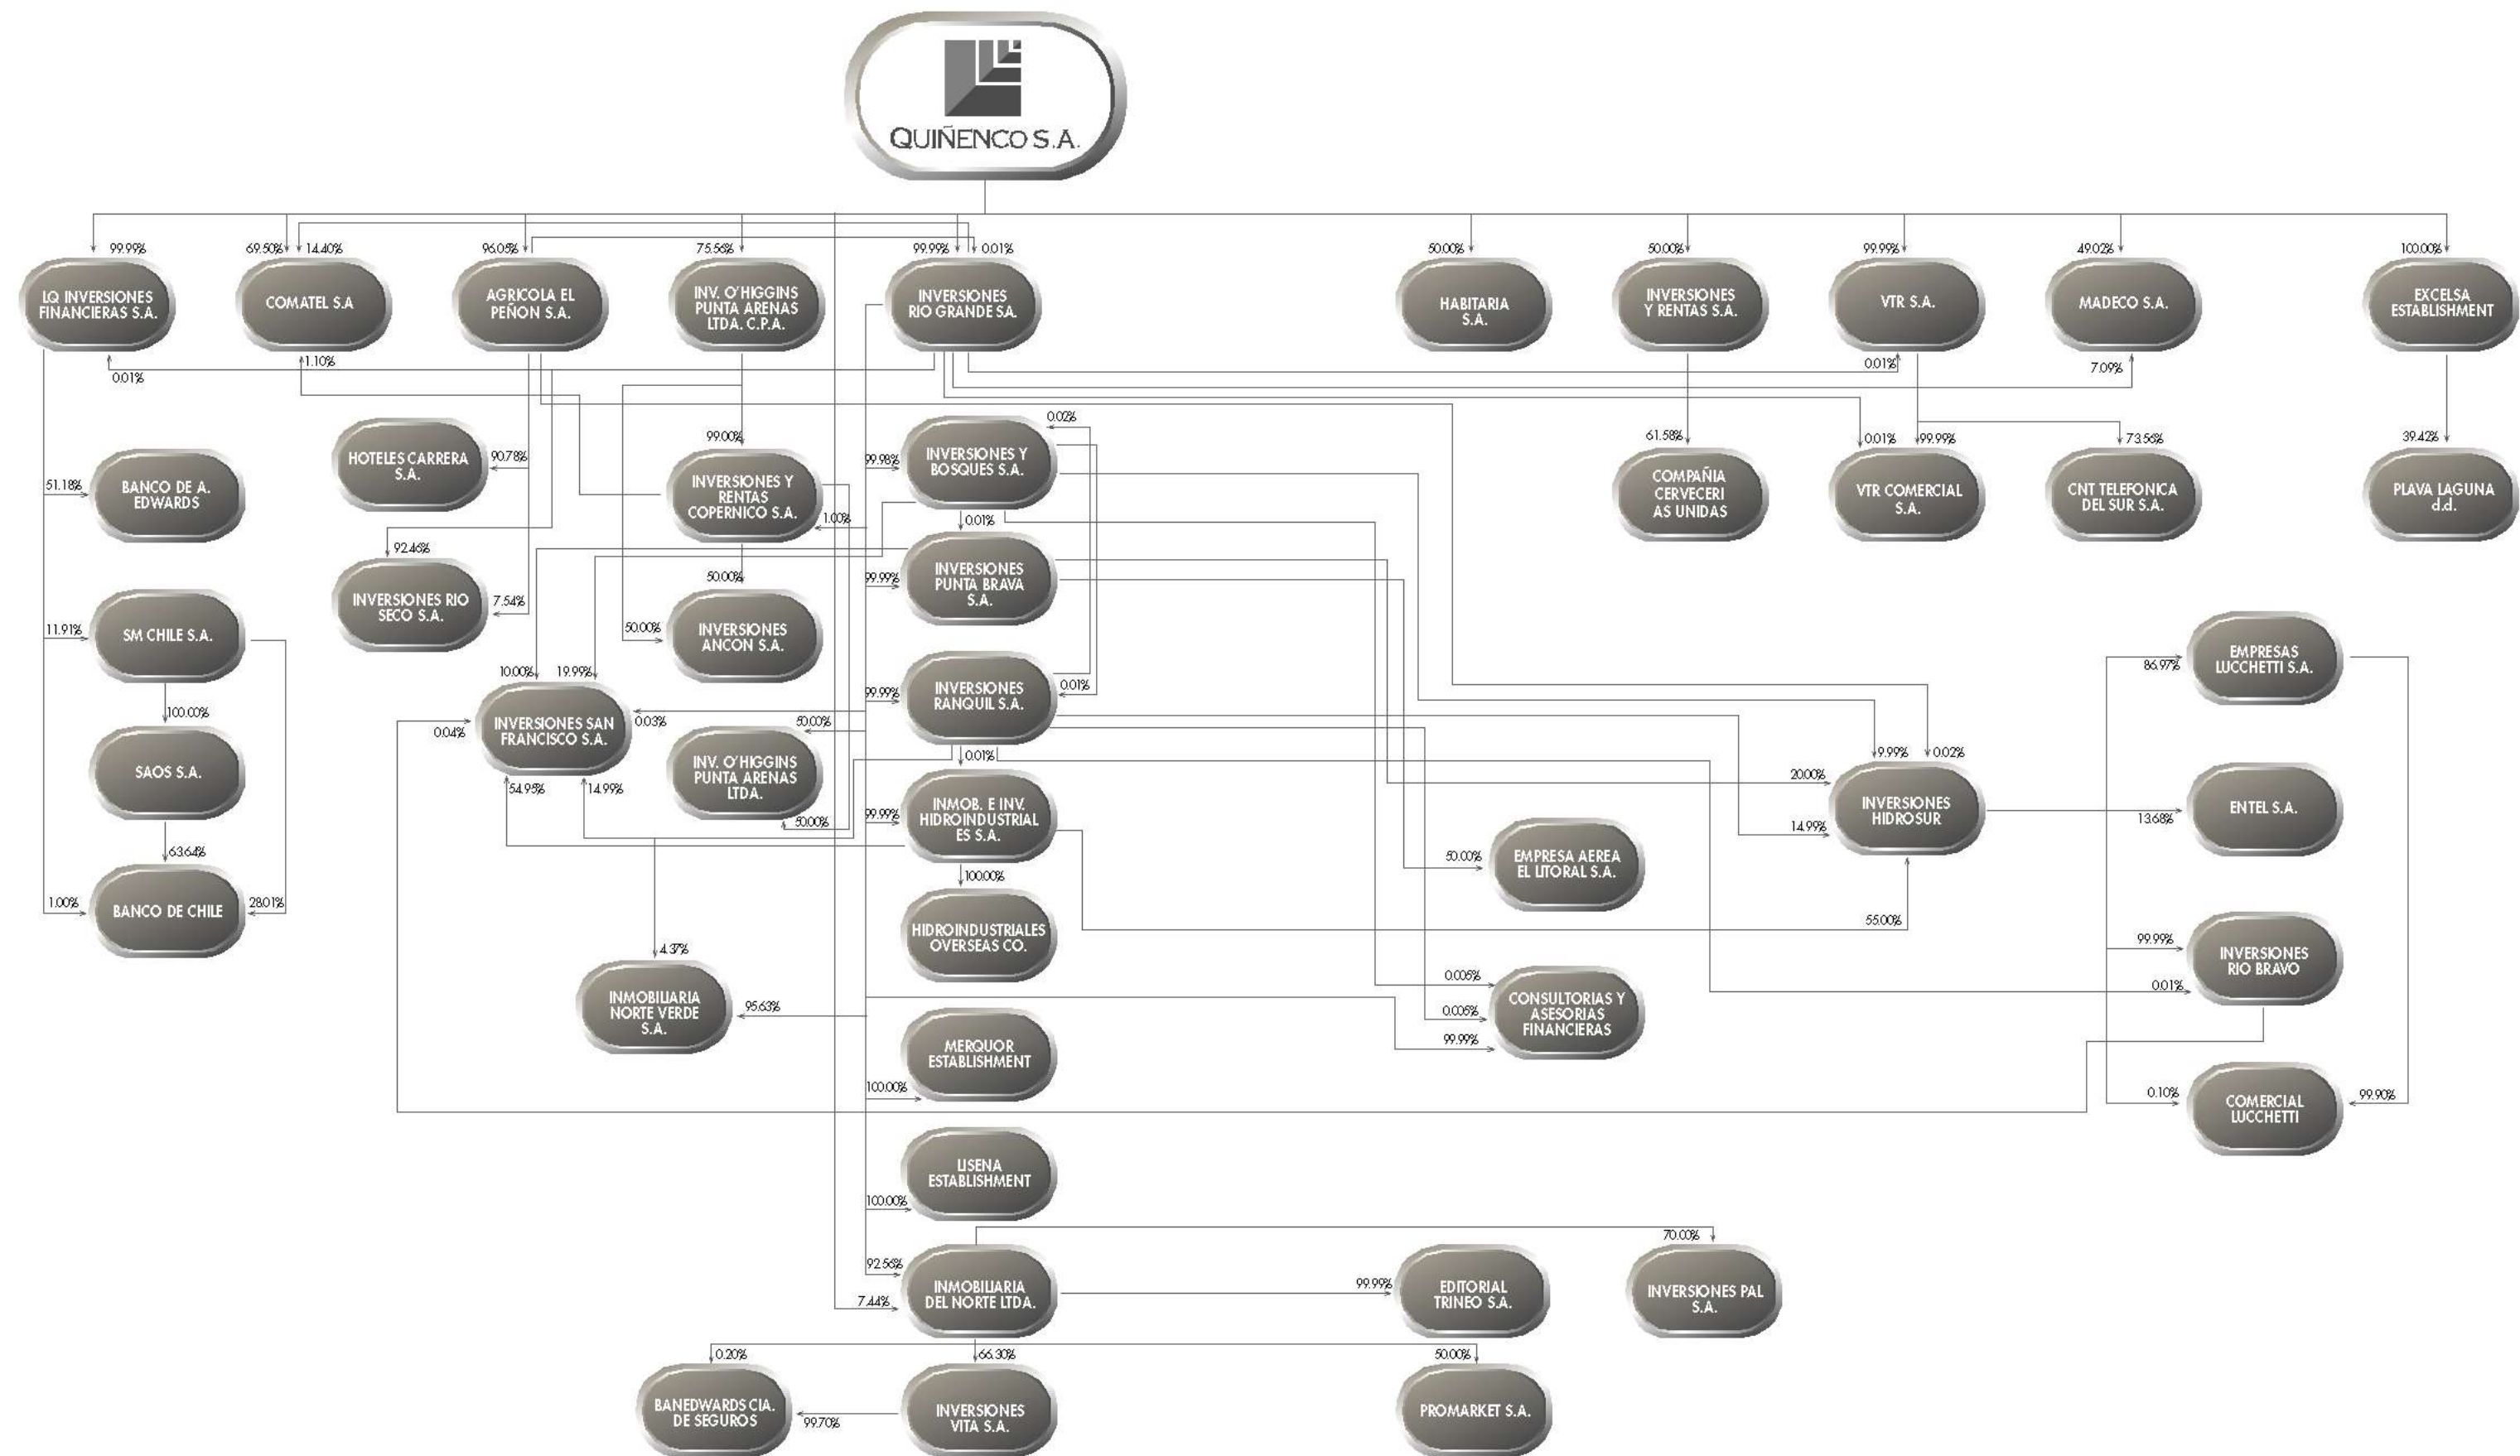 QUIÑENCO S.A.
99.99%
69.50%
14.40%
96.05%
75.56%
99.99%
0.01%
50.00%
50.00%
99.99%
49.02%
100.00%
LQ INVERSIONES
FINANCIERAS S.A.
COMATEL S.A
AGRICOLA EL
PEÑON S.A.
INV. O'HIGGINS
PUNTA ARENAS
LTDA. C.P.A.
INVERSIONES
RIO GRANDE SA.
HABITARIA
S.A.
INVERSIONES
Y RENTAS S.A.
VTR S.A.
MADECO S.A.
EXCELSA
ESTABLISHMENT
0.01%
1.10%
0.01%
7.09%
0.02%
99.00%
61.58%
0.01%
99.99%
73.56%
39.42%
HOTELES CARRERA
S.A.
90.78%
99.98%
INVERSIONES Y
BOSQUES S.A.
51.18%
BANCO DE A.
EDWARDS
INVERSIONES Y
RENTAS
COPERNICO S.A.
1.00%
COMPAÑIA
CERVECERI
AS UNIDAS
VTR COMERCIAL
S.A.
CNT TELEFONICA
DEL SUR S.A.
PLAVA LAGUNA
d.d.
0.01%
92.46%
50.00%
99.99%
INVERSIONES
PUNTA BRAVA
S.A.
INVERSIONES RIO
SECO S.A.
7.54%
11.91%
SM CHILE S.A.
50.00%
INVERSIONES
ANCON S.A.
86.97%
EMPRESAS
LUCCHETTI S.A.
10.00%
19.99%
99.99%
INVERSIONES
RANQUIL S.A.
0.01%
100.00%
0.04%
INVERSIONES SAN
FRANCISCO S.A.
0.03%
50.00%
0.01%
9.99%
0.02%
SAOS S.A.
INV. O'HIGGINS
PUNTA ARENAS
LTDA.
20.00%
54.95%
14.99%
50.00%
99.99%
INMOB. E INV.
HIDROINDUSTRIAL
ES S.A.
14.99%
INVERSIONES
HIDROSUR
13.68%
ENTEL S.A.
63.64%
50.00%
EMPRESA AEREA
EL LITORAL S.A.
100.00%
1.00%
BANCO DE CHILE
28.01%
55.00%
HIDROINDUSTRIALES
OVERSEAS CO.
4.37%
99.99%
INVERSIONES
RIO BRAVO
0.01%
0.005%
0.005%
99.99%
CONSULTORIAS Y
ASESORIAS
FINANCIERAS
INMOBILIARIA
NORTE VERDE
S.A.
95.63%
MERQUOR
ESTABLISHMENT
100.00%
0.10%
COMERCIAL
LUCCHETTI
99.90%
LISENA
ESTABLISHMENT
100.00%
70.00%
92.56%
7.44%
INMOBILIARIA
DEL NORTE LTDA.
99.99%
EDITORIAL
TRINEO S.A.
INVERSIONES PAL
S.A.
0.20%
66.30%
50.00%
BANEDWARDS CIA.
DE SEGUROS
99.70%
INVERSIONES
VITA S.A.
PROMARKET S.A.